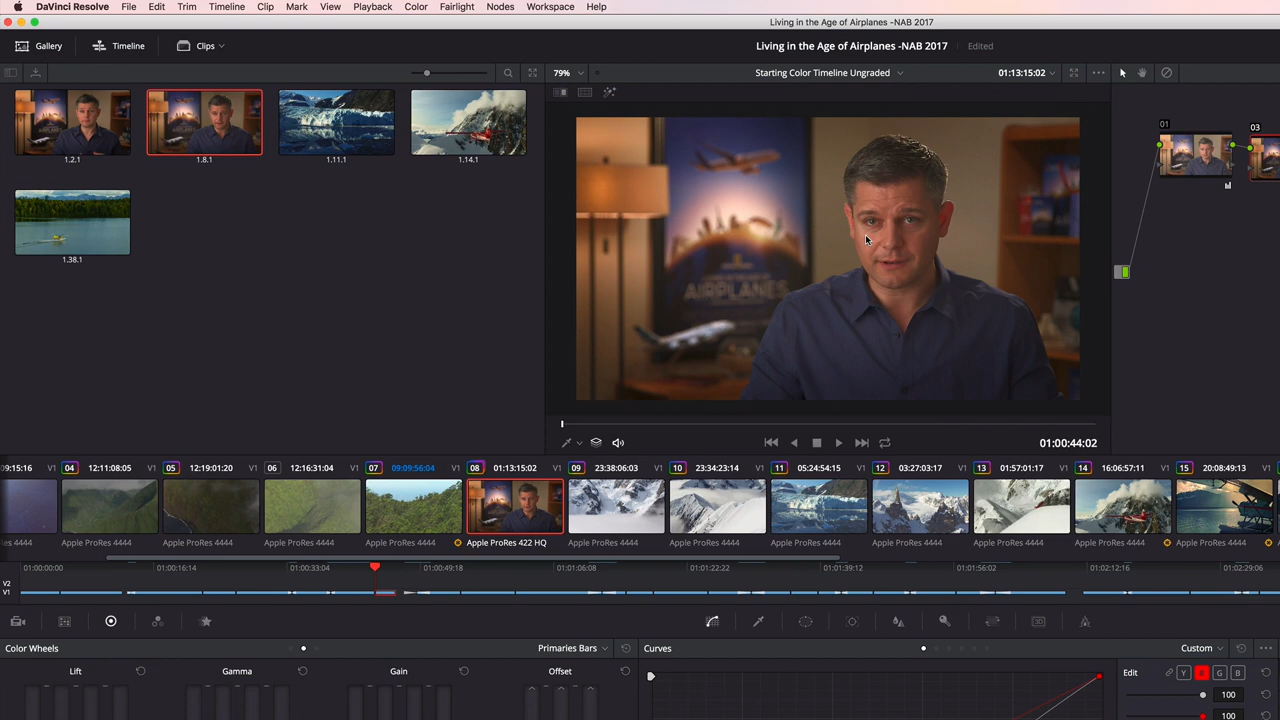 DaVinci Resolve File Edit Trim Timeline Clip Mark View Playback Color Fairlight Nodes Workspace Help
Living in the Age of Airplanes -NAB 2017
Gallery Timeline Clips Living in the Age of Airplanes -NAB 2017 Edited
79% Starting Color Timeline Ungraded 01:13:15:02
1.2.1 1.8.1 1.11.1 1.14.1
1.38.1
AIRPLANES
01 03
01:00:44:02
09:15:16 V1 04 12:11:08:05 V1 05 12:19:01:20 V1 06 12:16:31:04 V1 07 09:09:56:04 V1 08 01:13:15:02 V1 09 23:38:06:03 V1 10 23:34:23:14 V1 11 05:24:54:15 V1 12 03:27:03:17 V1 13 01:57:01:17 V1 14 16:06:57:11 V1 15 20:08:49:13 V1
es 4444 Apple ProRes 4444 Apple ProRes 4444 Apple ProRes 4444 Apple ProRes 4444 Apple ProRes 422 HQ Apple ProRes 4444 Apple ProRes 4444 Apple ProRes 4444 Apple ProRes 4444 Apple ProRes 4444 Apple ProRes 4444 Apple ProRes 4444
01:00:00:00 01:00:16:14 01:00:33:04 01:00:49:18 01:01:06:08 01:01:22:22 01:01:39:12 01:01:56:02 01:02:12:16 01:02:29:06
V2
V1
3D
Color Wheels Primaries Bars Curves Custom
Lift Gamma Gain Offset Edit Y G B
100
100